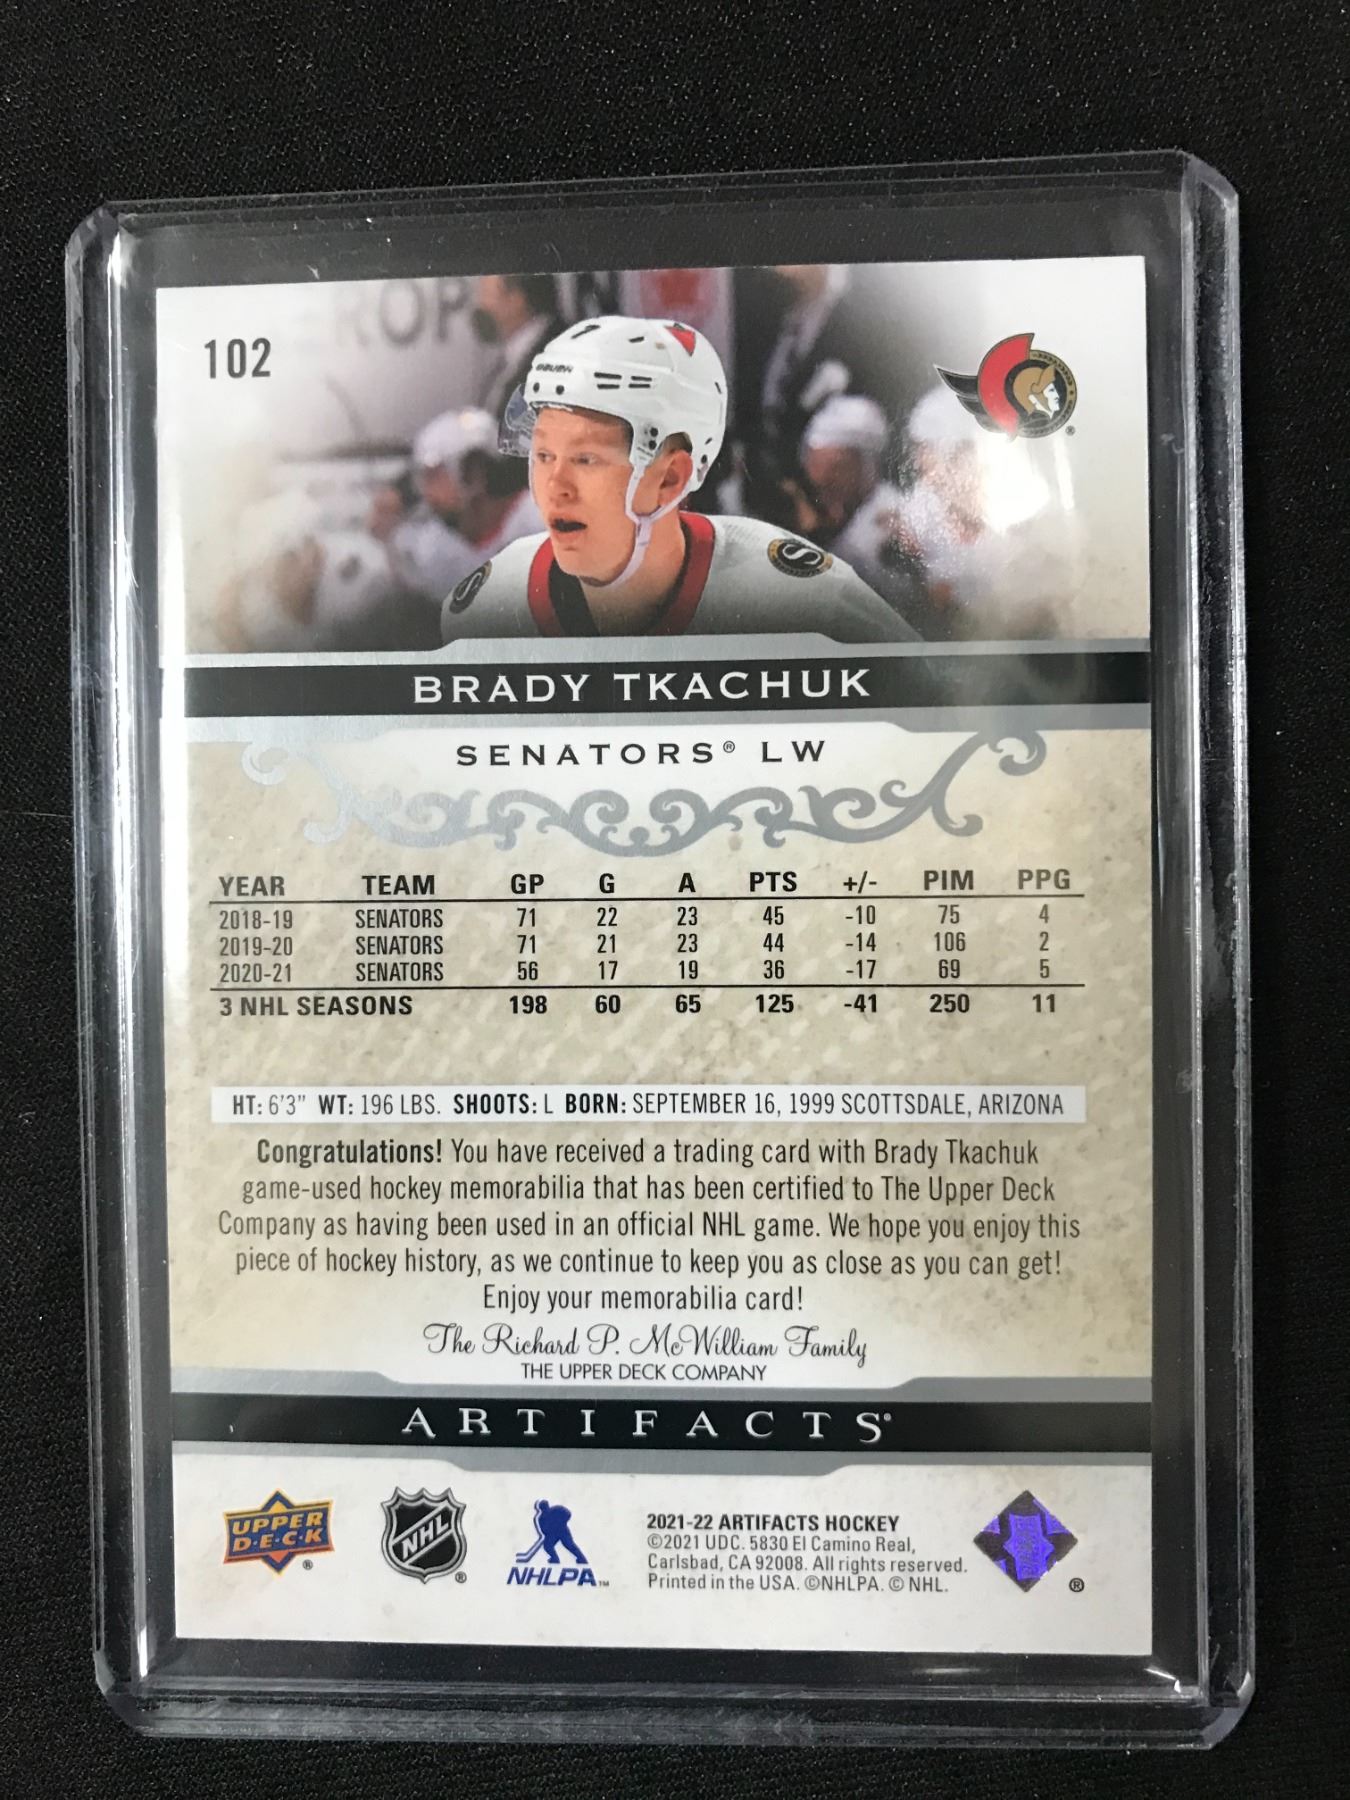 102
BAUER
BRADY TKACHUK
SENATORS® LW
YEAR TEAM GP G A PTS +/- PIM PPG
2018-19 SENATORS 71 22 23 45 -10 75 4
2019-20 SENATORS 71 21 23 44 -14 106 2
2020-21 SENATORS 56 17 19 36 -17 69 5
3 NHL SEASONS 198 60 65 125 -41 250 11
HT: 6'3" WT: 196 LBS. SHOOTS: L BORN: SEPTEMBER 16, 1999 SCOTTSDALE, ARIZONA
Congratulations! You have received a trading card with Brady Tkachuk
game-used hockey memorabilia that has been certified to The Upper Deck
Company as having been used in an official NHL game. We hope you enjoy this
piece of hockey history, as we continue to keep you as close as you can get!
Enjoy your memorabilia card!
The Richard P. McWilliam Family
THE UPPER DECK COMPANY
ARTIFACTS®
UPPER
D·E·C·K ®
NHL ®
NHLPA™
2021-22 ARTIFACTS HOCKEY
©2021 UDC. 5830 El Camino Real,
Carlsbad, CA 92008. All rights reserved.
Printed in the USA. ©NHLPA. © NHL.
®